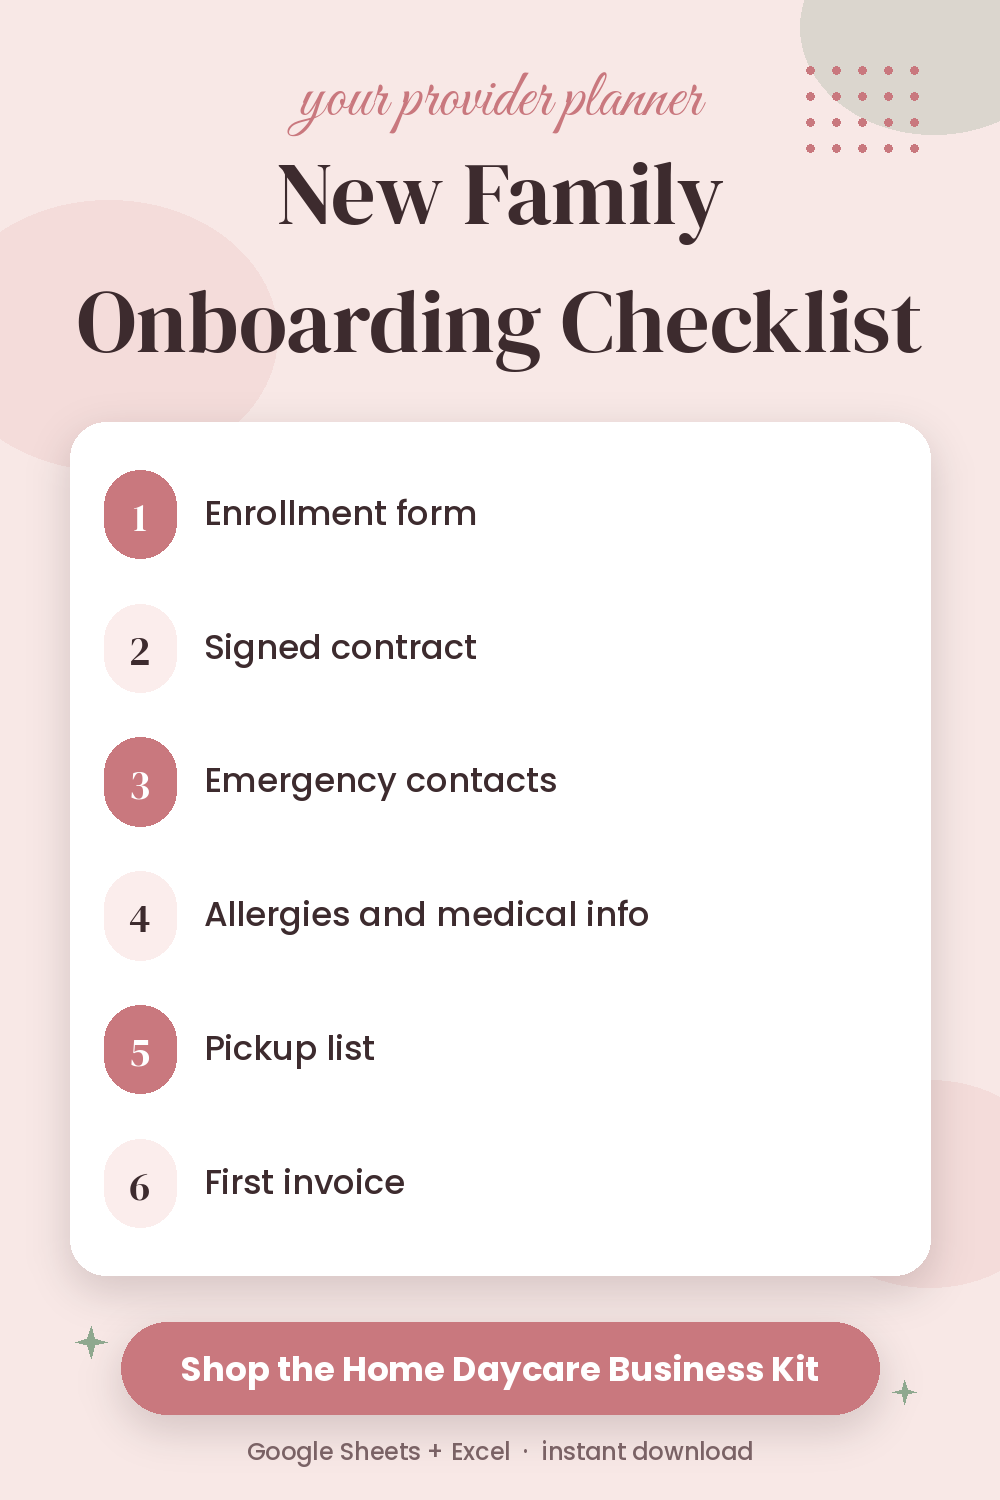 your provider planner
New Family
Onboarding Checklist
1 Enrollment form
2 Signed contract
3 Emergency contacts
4 Allergies and medical info
5 Pickup list
6 First invoice
Shop the Home Daycare Business Kit
Google Sheets + Excel · instant download